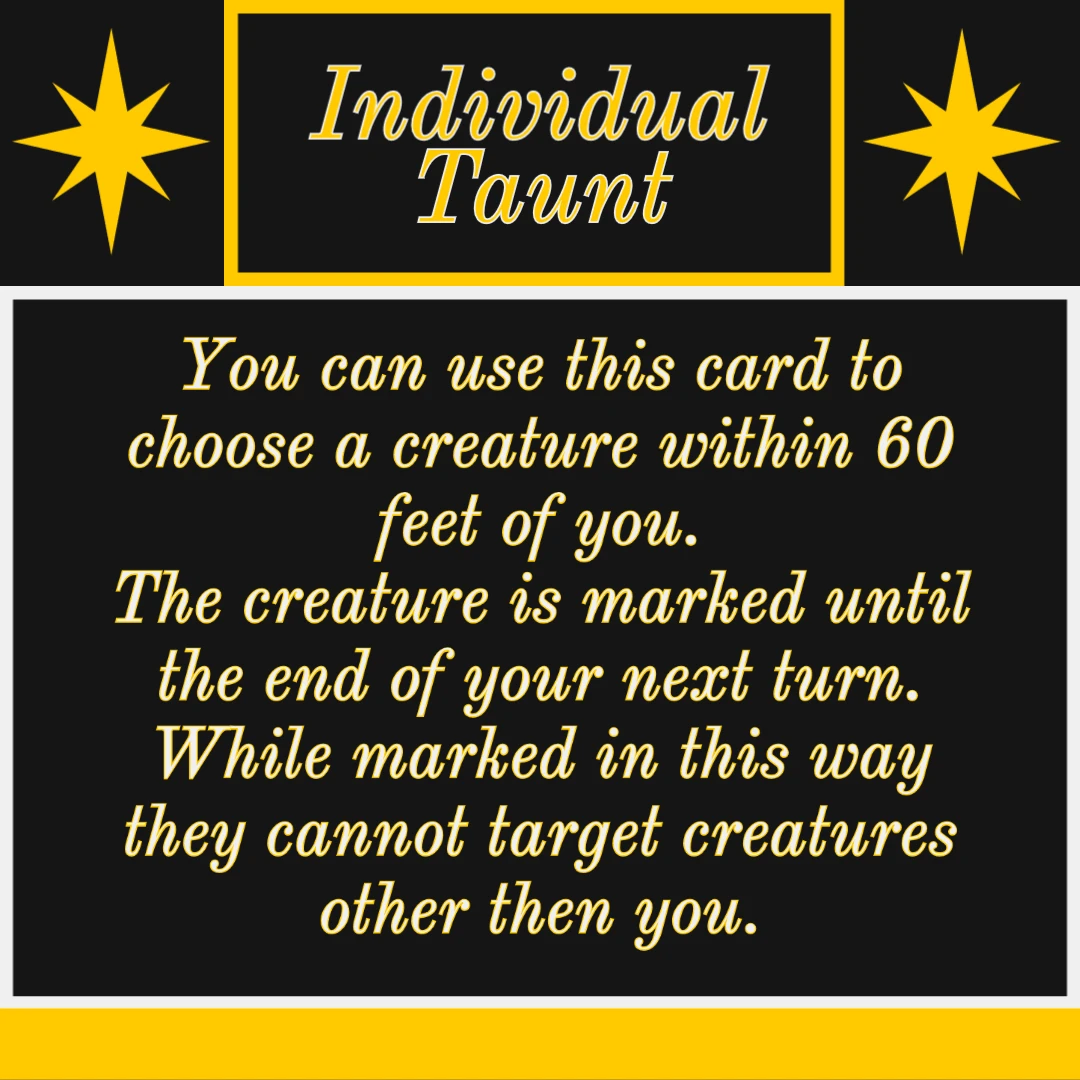 Individual
Taunt
You can use this card to
choose a creature within 60
feet of you.
The creature is marked until
the end of your next turn.
While marked in this way
they cannot target creatures
other then you.